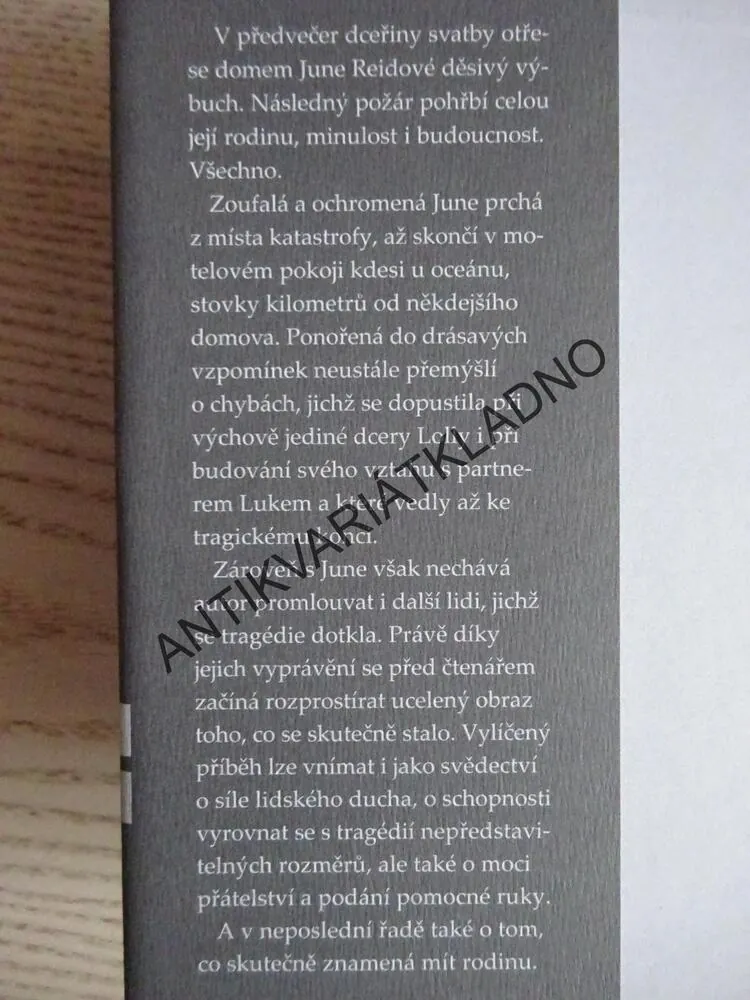 V předvečer dceřiny svatby otře-
se domem June Reidové děsivý vý-
buch. Následný požár pohřbí celou
její rodinu, minulost i budoucnost.
Všechno.
Zoufalá a ochromená June prchá
z místa katastrofy, až skončí v mo-
telovém pokoji kdesi u oceánu,
stovky kilometrů od někdejšího
domova. Ponořená do drásavých
vzpomínek neustále přemýšlí
o chybách, jichž se dopustila při
výchově jediné dcery Lolly i při
budování svého vztahu s partne-
rem Lukem a které vedly až ke
tragickému konci.
Zároveň s June však nechává
autor promlouvat i další lidi, jichž
se tragédie dotkla. Právě díky
jejich vyprávění se před čtenářem
začíná rozprostírat ucelený obraz
toho, co se skutečně stalo. Vylíčený
příběh lze vnímat i jako svědectví
o síle lidského ducha, o schopnosti
vyrovnat se s tragédií nepředstavi-
telných rozměrů, ale také o moci
přátelství a podání pomocné ruky.
A v neposlední řadě také o tom,
co skutečně znamená mít rodinu.
ANTIKVARIATKLADNO